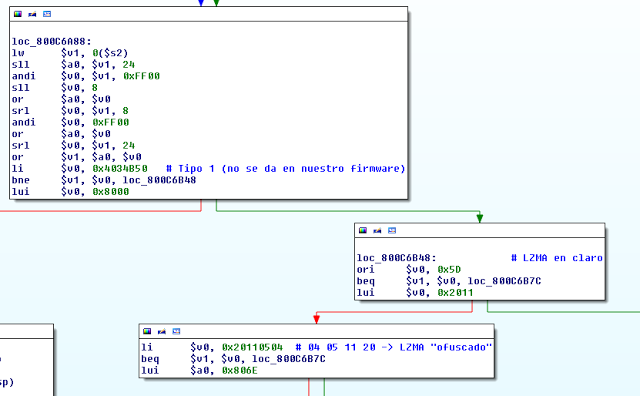 loc_800C6A88:
lw $v1, 0($s2)
sll $a0, $v1, 24
andi $v0, $v1, 0xFF00
sll $v0, 8
or $a0, $v0
srl $v0, $v1, 8
andi $v0, 0xFF00
or $a0, $v0
srl $v0, $v1, 24
or $v1, $a0, $v0
li $v0, 0x4034B50 # Tipo 1 (no se da en nuestro firmware)
bne $v1, $v0, loc_800C6B48
lui $v0, 0x8000
loc_800C6B48: # LZMA en claro
ori $v0, 0x5D
beq $v1, $v0, loc_800C6B7C
lui $v0, 0x2011
li $v0, 0x20110504 # 04 05 11 20 -> LZMA "ofuscado"
beq $v1, $v0, loc_800C6B7C
lui $a0, 0x806E
sp)